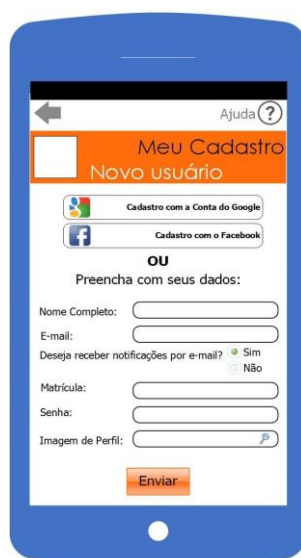 Ajuda ?
Meu Cadastro
Novo usuário
Cadastro com a Conta do Google
Cadastro com o Facebook
OU
Preencha com seus dados:
Nome Completo:
E-mail:
Deseja receber notificações por e-mail? Sim
Não
Matrícula:
Senha:
Imagem de Perfil:
Enviar